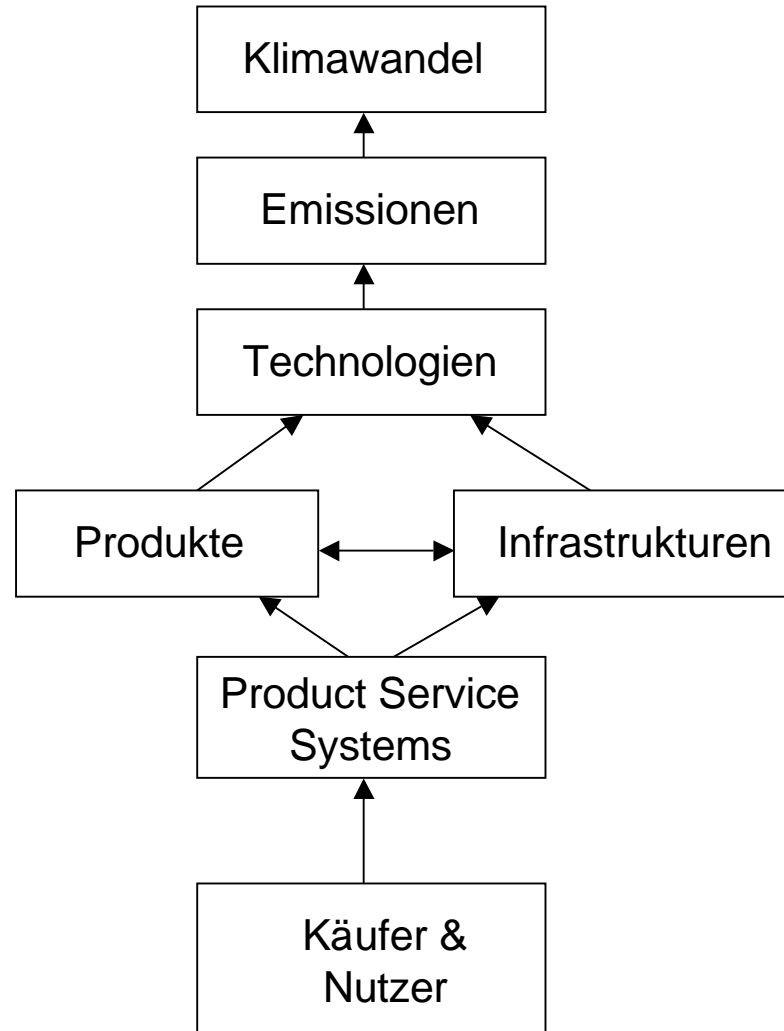 Klimawandel
Emissionen
Technologien
Produkte
Infrastrukturen
Product Service
Systems
Käufer &
Nutzer